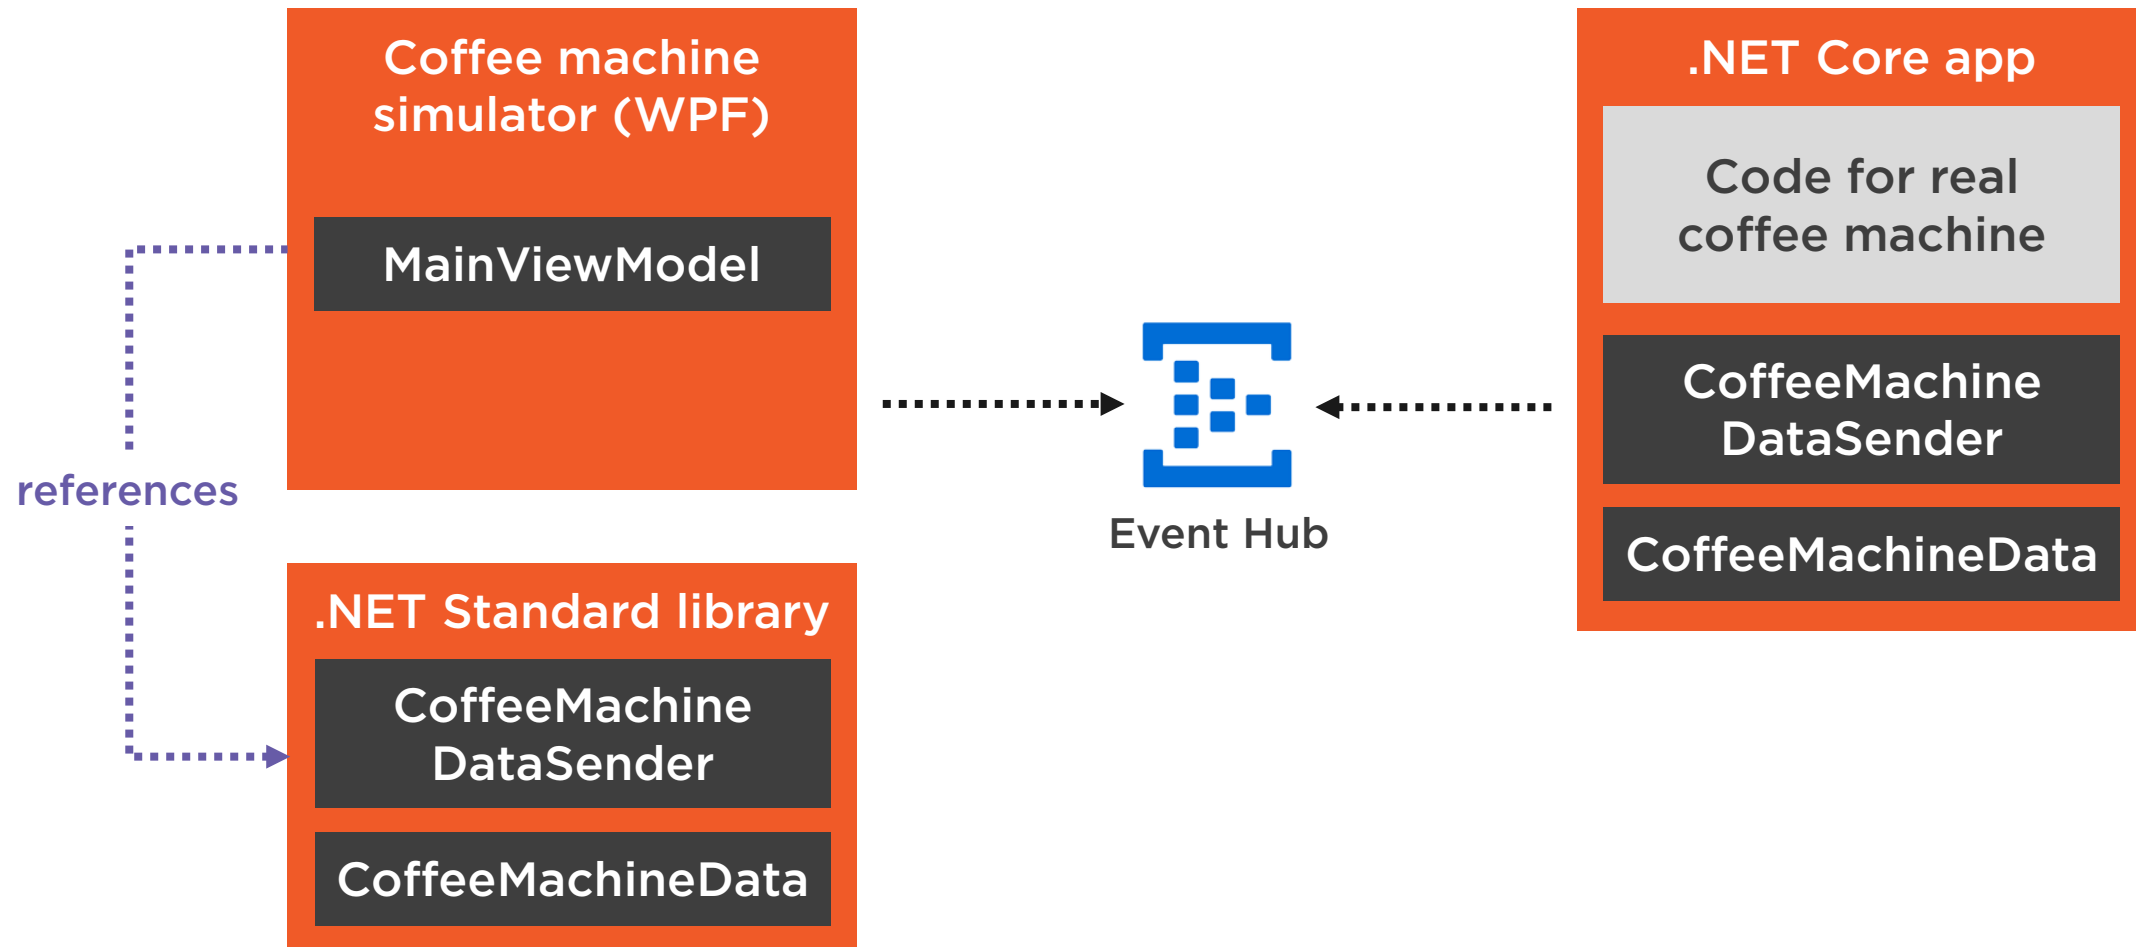 Coffee machine
simulator (WPF)
MainViewModel
references
.NET Standard library
CoffeeMachine
DataSender
CoffeeMachineData
Event Hub
.NET Core app
Code for real
coffee machine
CoffeeMachine
DataSender
CoffeeMachineData